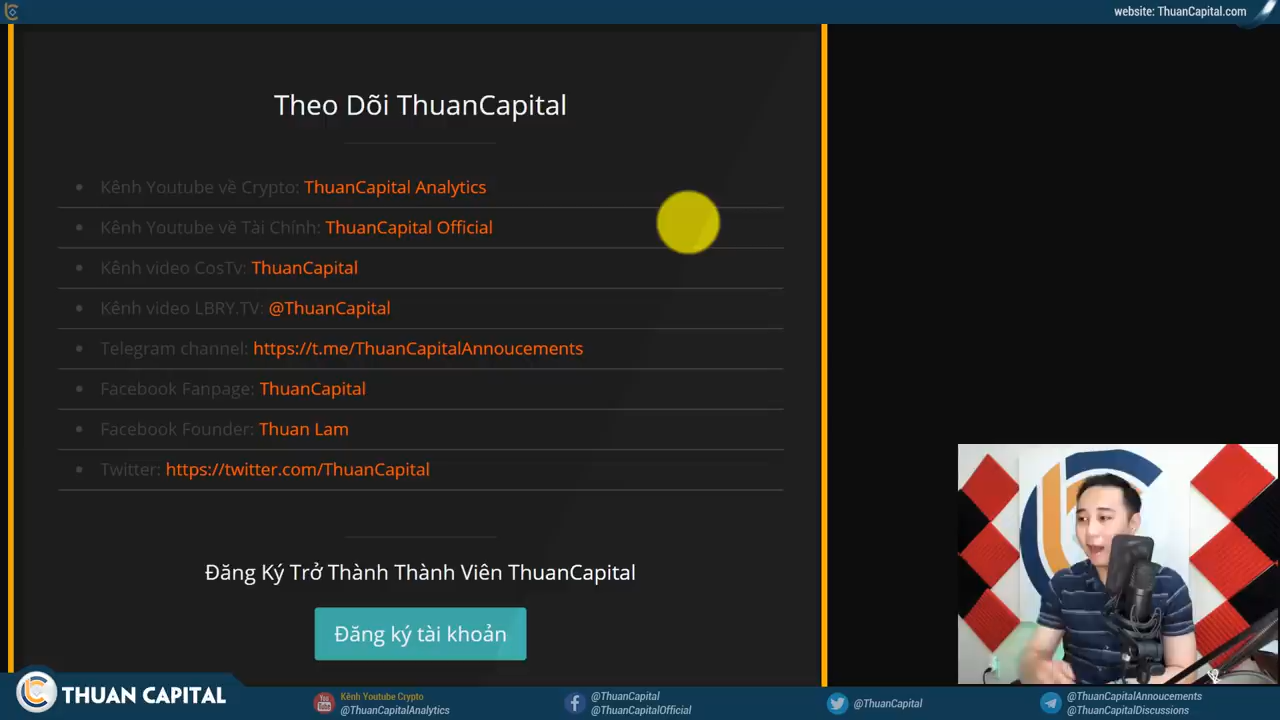 website: ThuanCapital.com
Theo Dõi ThuanCapital
Kênh Youtube về Crypto: ThuanCapital Analytics
Kênh Youtube về Tài Chính: ThuanCapital Official
Kênh video CosTv: ThuanCapital
Kênh video LBRY.TV: @ThuanCapital
Telegram channel: https://t.me/ThuanCapitalAnnoucements
Facebook Fanpage: ThuanCapital
Facebook Founder: Thuan Lam
Twitter: https://twitter.com/ThuanCapital
Đăng Ký Trở Thành Thành Viên ThuanCapital
Đăng ký tài khoản
THUAN CAPITAL
Kênh Youtube Crypto
@ThuanCapitalAnalytics
@ThuanCapital
@ThuanCapitalOfficial
@ThuanCapital
@ThuanCapitalAnnoucements
@ThuanCapitalDiscussions